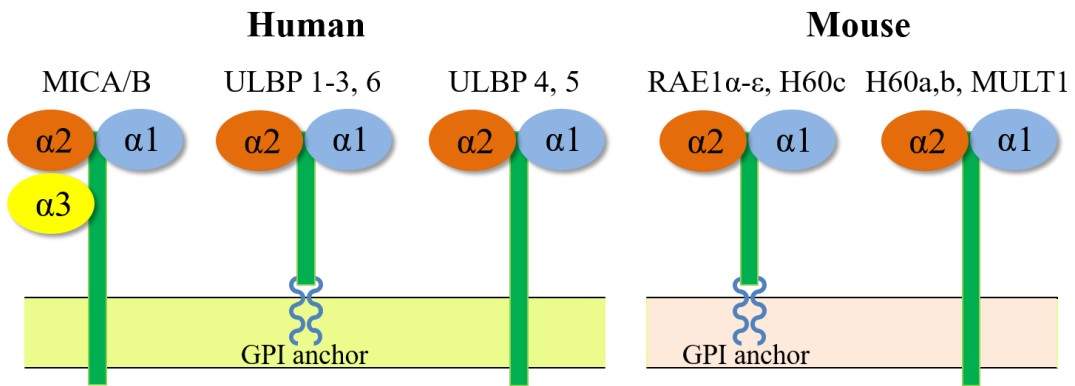 Human
Mouse
MICA/B
ULBP 1-3, 6
ULBP 4, 5
RAE1α-ε, H60c
H60a,b, MULT1
α2
α1
α2
α1
α2
α1
α2
α1
α2
α1
α3
GPI anchor
GPI anchor